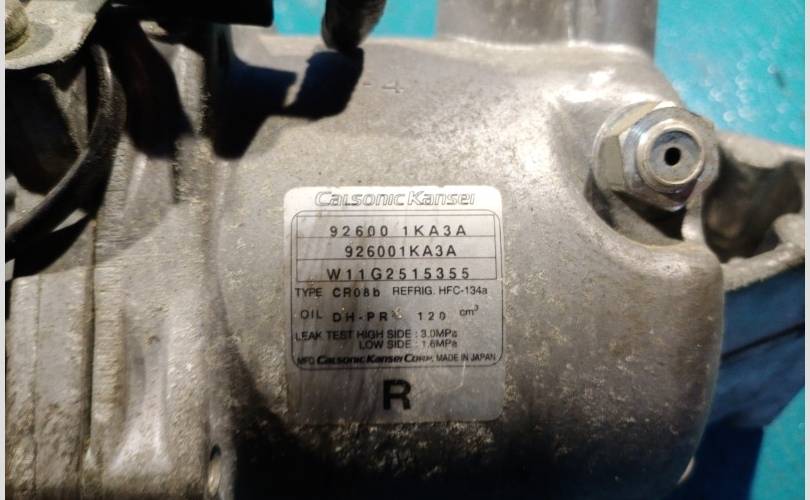 Calsonic Kansei
92600 1KA3A
926001KA3A
W11G2515355
TYPE CR08b REFRIG. HFC-134a
OIL DH-PR 120 cm³
LEAK TEST HIGH SIDE : 3.0MPa
LOW SIDE : 1.6MPa
MFD Calsonic Kansei Corp. MADE IN JAPAN
R